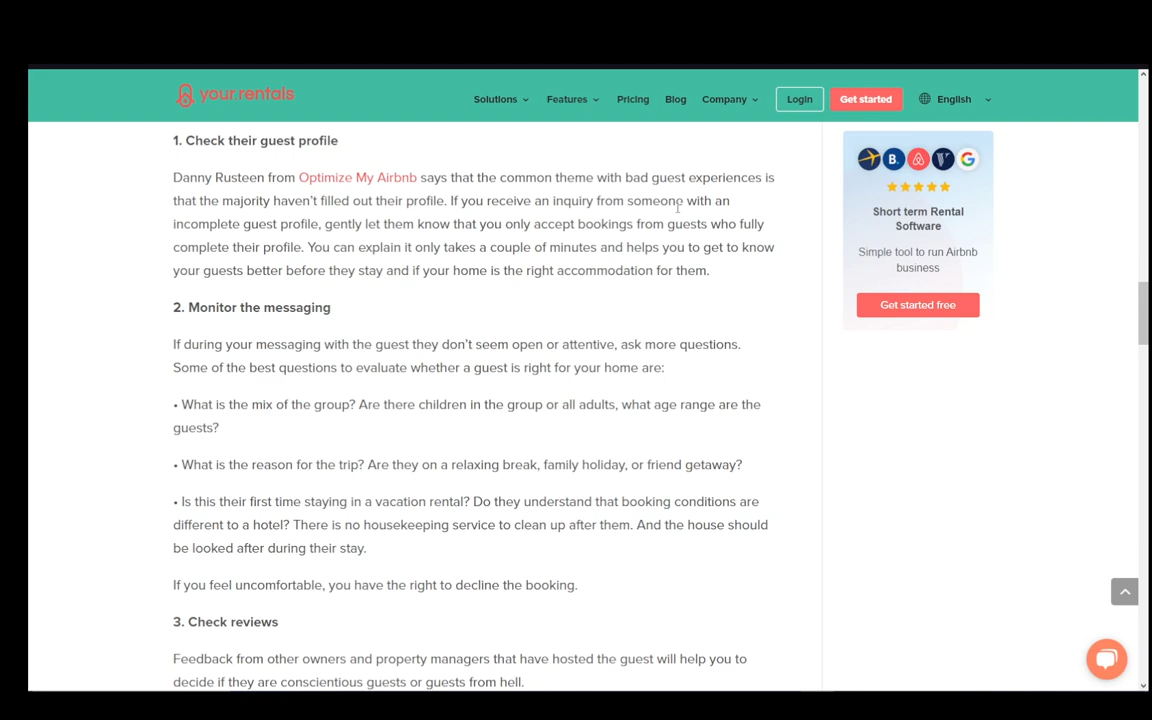 your.rentals
Solutions
Features
Pricing
Blog
Company
Login
Get started
English
1. Check their guest profile
Danny Rusteen from Optimize My Airbnb says that the common theme with bad guest experiences is
that the majority haven't filled out their profile. If you receive an inquiry from someone with an
incomplete guest profile, gently let them know that you only accept bookings from guests who fully
complete their profile. You can explain it only takes a couple of minutes and helps you to get to know
your guests better before they stay and if your home is the right accommodation for them.
2. Monitor the messaging
If during your messaging with the guest they don't seem open or attentive, ask more questions.
Some of the best questions to evaluate whether a guest is right for your home are:
• What is the mix of the group? Are there children in the group or all adults, what age range are the
guests?
• What is the reason for the trip? Are they on a relaxing break, family holiday, or friend getaway?
• Is this their first time staying in a vacation rental? Do they understand that booking conditions are
different to a hotel? There is no housekeeping service to clean up after them. And the house should
be looked after during their stay.
If you feel uncomfortable, you have the right to decline the booking.
3. Check reviews
Feedback from other owners and property managers that have hosted the guest will help you to
decide if they are conscientious guests or guests from hell.
B.
G
Short term Rental
Software
Simple tool to run Airbnb
business
Get started free